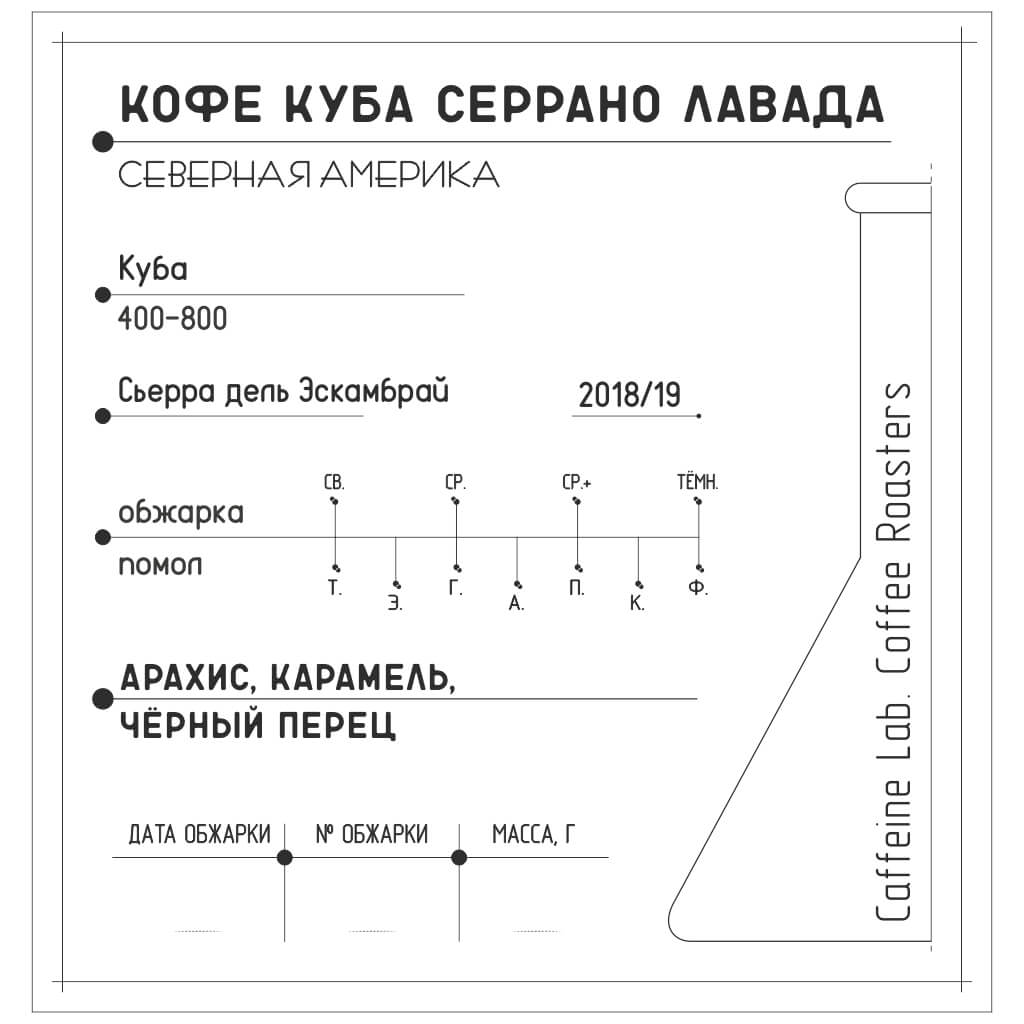 КОФЕ КУБА СЕРРАНО ЛАВАДА
СЕВЕРНАЯ АМЕРИКА
Куба
400-800
Сьерра дель Эскамбрай
2018/19
СВ. СР. СР.+ ТЁМН.
обжарка
помол
Т. Э. Г. А. П. К. Ф.
АРАХИС, КАРАМЕЛЬ,
ЧЁРНЫЙ ПЕРЕЦ
ДАТА ОБЖАРКИ № ОБЖАРКИ МАССА, Г
Caffeine Lab. Coffee Roasters